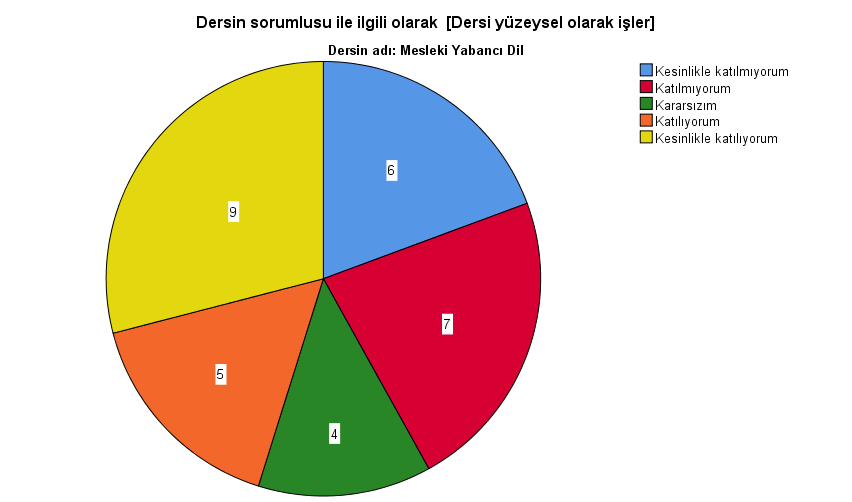 Dersin sorumlusu ile ilgili olarak [Dersi yüzeysel olarak işler]
Dersin adı: Mesleki Yabancı Dil
Kesinlikle katılmıyorum
Katılmıyorum
Kararsızım
Katılıyorum
Kesinlikle katılıyorum
6
9
7
5
4